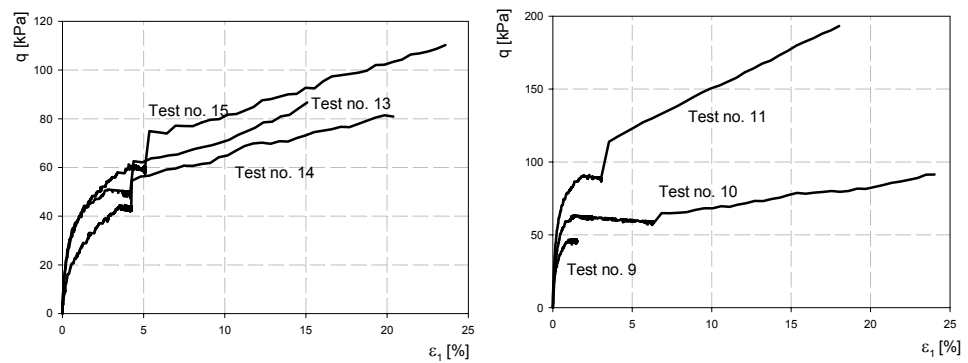 q [kPa]
120
100
80
60
40
20
0
Test no. 15
Test no. 13
Test no. 14
0 5 10 15 20 25
ε1 [%]
q [kPa]
200
150
100
50
0
Test no. 11
Test no. 10
Test no. 9
0 5 10 15 20 25
ε1 [%]